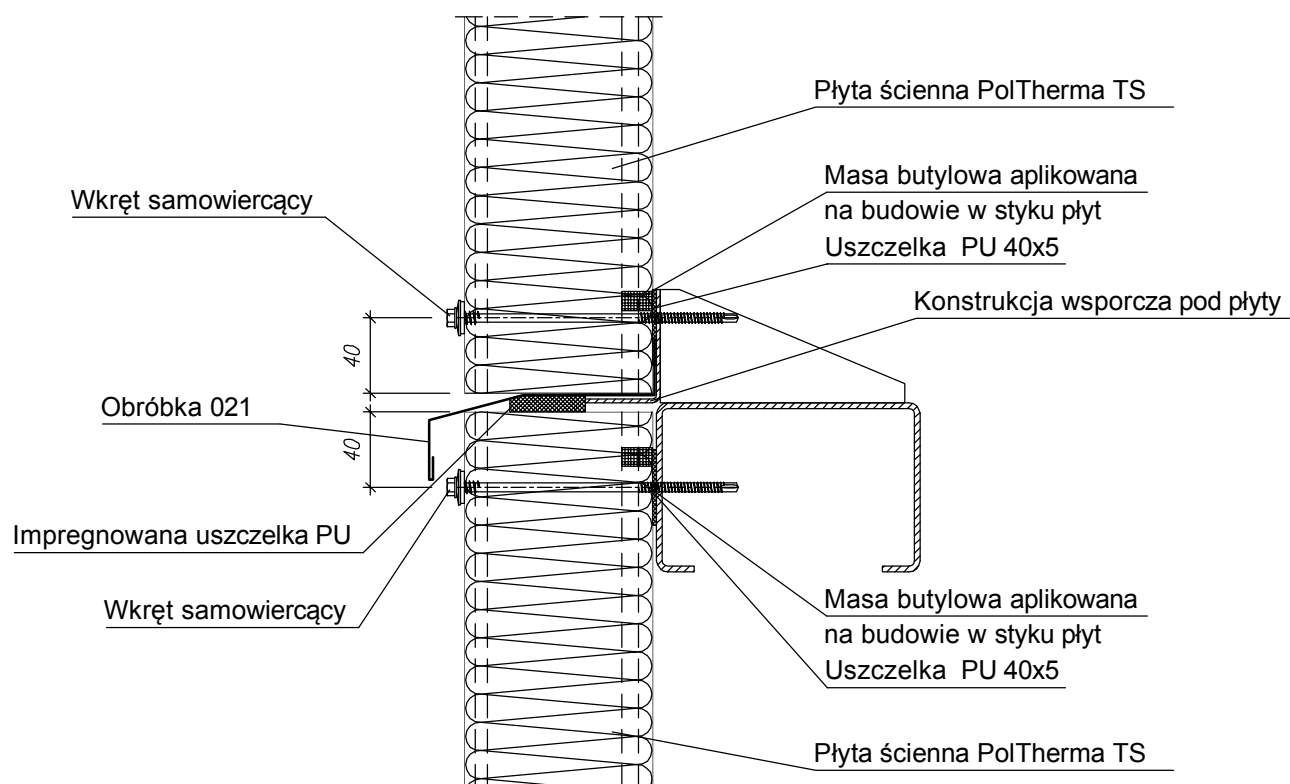 Płyta ścienna PolTherma TS
Masa butylowa aplikowana
na budowie w styku płyt
Uszczelka PU 40x5
Wkręt samowiercący
Konstrukcja wsporcza pod płyty
40
Obróbka 021
40
Impregnowana uszczelka PU
Wkręt samowiercący
Masa butylowa aplikowana
na budowie w styku płyt
Uszczelka PU 40x5
Płyta ścienna PolTherma TS